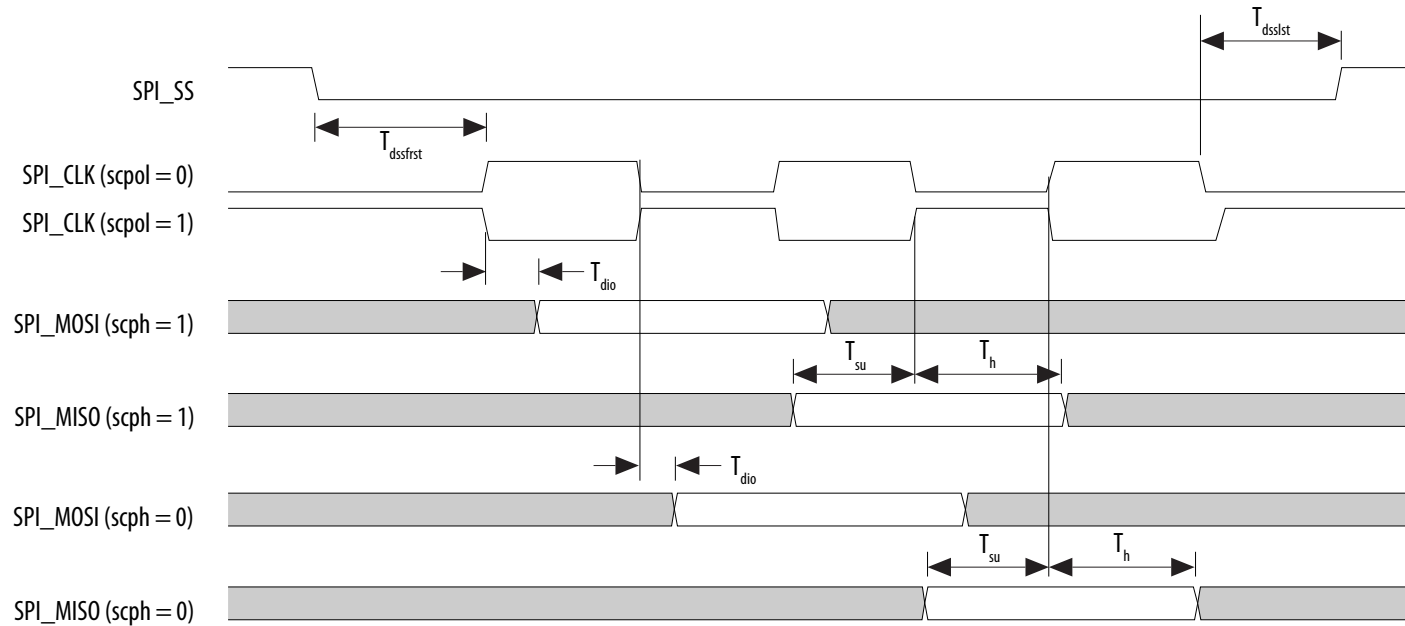 T_dsslst
SPI_SS
T_dssfrst
SPI_CLK (scpol = 0)
SPI_CLK (scpol = 1)
T_dio
SPI_MOSI (scph = 1)
T_su T_h
SPI_MISO (scph = 1)
T_dio
SPI_MOSI (scph = 0)
T_su T_h
SPI_MISO (scph = 0)